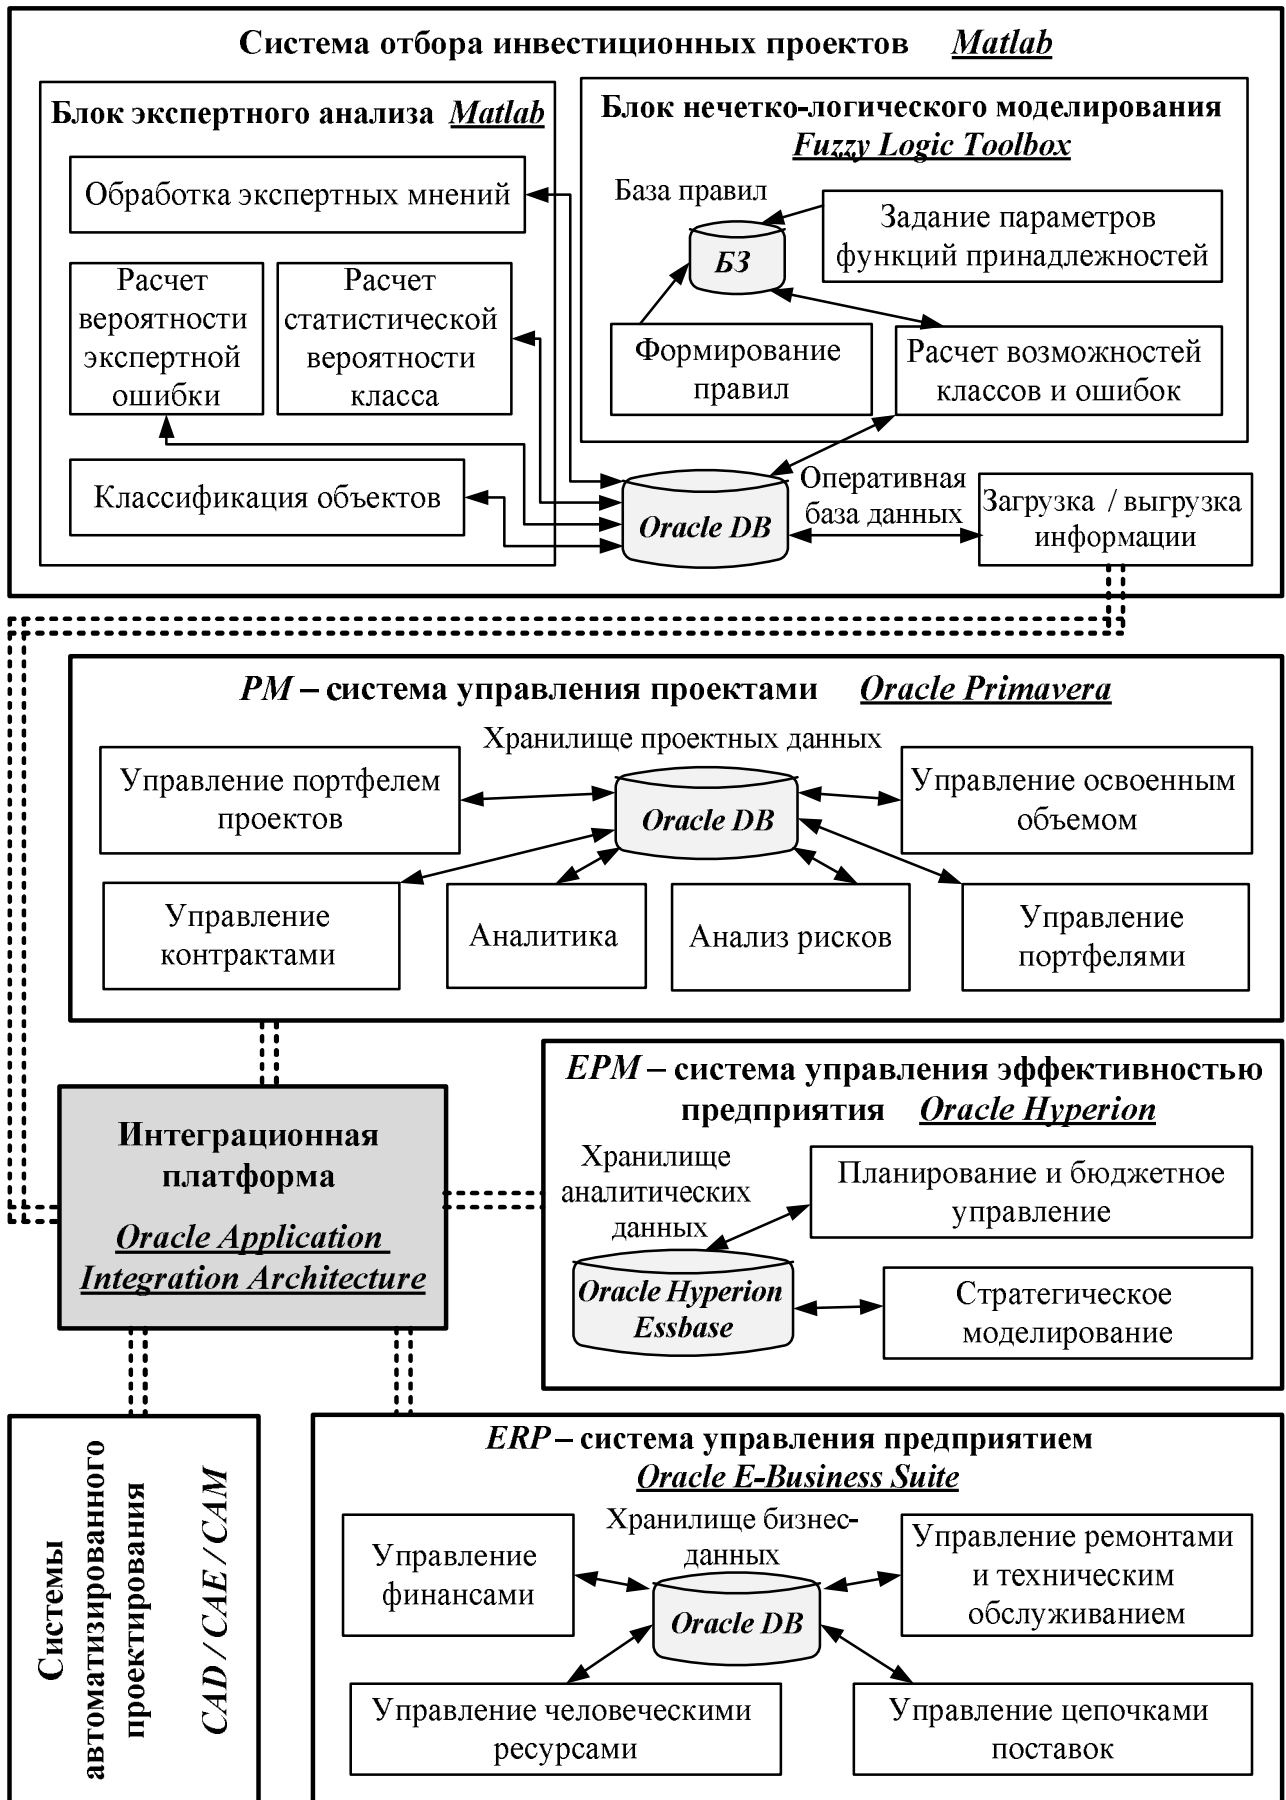 Система отбора инвестиционных проектов Matlab
Блок экспертного анализа Matlab
Обработка экспертных мнений
Расчет
вероятности
экспертной
ошибки
Расчет
статистической
вероятности
класса
Классификация объектов
Блок нечетко-логического моделирования
Fuzzy Logic Toolbox
База правил
БЗ
Задание параметров
функций принадлежностей
Формирование
правил
Расчет возможностей
классов и ошибок
Oracle DB
Оперативная
база данных
Загрузка / выгрузка
информации
PM – система управления проектами Oracle Primavera
Хранилище проектных данных
Управление портфелем
проектов
Oracle DB
Управление освоенным
объемом
Управление
контрактами
Аналитика
Анализ рисков
Управление
портфелями
Интеграционная
платформа
Oracle Application
Integration Architecture
EPM – система управления эффективностью
предприятия Oracle Hyperion
Хранилище
аналитических
данных
Планирование и бюджетное
управление
Oracle Hyperion
Essbase
Стратегическое
моделирование
Системы
автоматизированного
проектирования
CAD / CAE / CAM
ERP – система управления предприятием
Oracle E-Business Suite
Хранилище бизнес-
данных
Управление
финансами
Oracle DB
Управление ремонтами
и техническим
обслуживанием
Управление человеческими
ресурсами
Управление цепочками
поставок